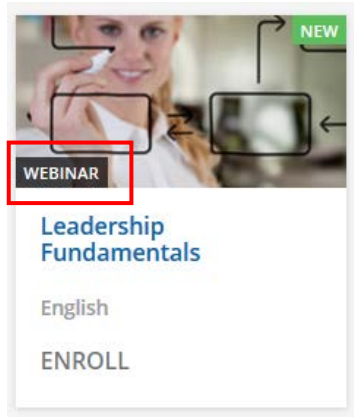 NEW
WEBINAR
Leadership
Fundamentals
English
ENROLL